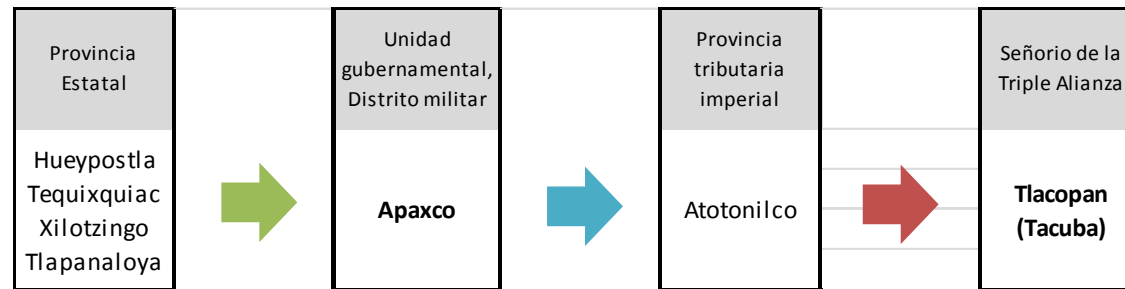 Provincia
Estatal
Hueypostla
Tequixquiac
Xilotzingo
Tlapanaloya
Unidad
gubernamental,
Distrito militar
Apaxco
Provincia
tributaria
imperial
Atotonilco
Señorio de la
Triple Alianza
Tlacopan
(Tacuba)